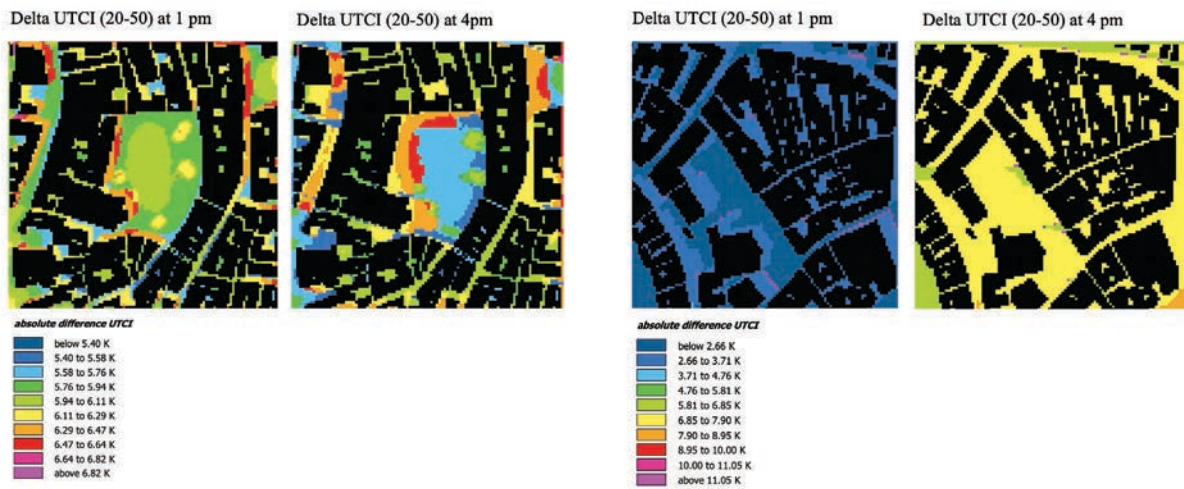 Delta UTCI (20-50) at 1 pm
Delta UTCI (20-50) at 4pm
Delta UTCI (20-50) at 1 pm
Delta UTCI (20-50) at 4 pm
absolute difference UTCI
below 5.40 K
5.40 to 5.58 K
5.58 to 5.76 K
5.76 to 5.94 K
5.94 to 6.11 K
6.11 to 6.29 K
6.29 to 6.47 K
6.47 to 6.64 K
6.64 to 6.82 K
above 6.82 K
absolute difference UTCI
below 2.66 K
2.66 to 3.71 K
3.71 to 4.76 K
4.76 to 5.81 K
5.81 to 6.85 K
6.85 to 7.90 K
7.90 to 8.95 K
8.95 to 10.00 K
10.00 to 11.05 K
above 11.05 K